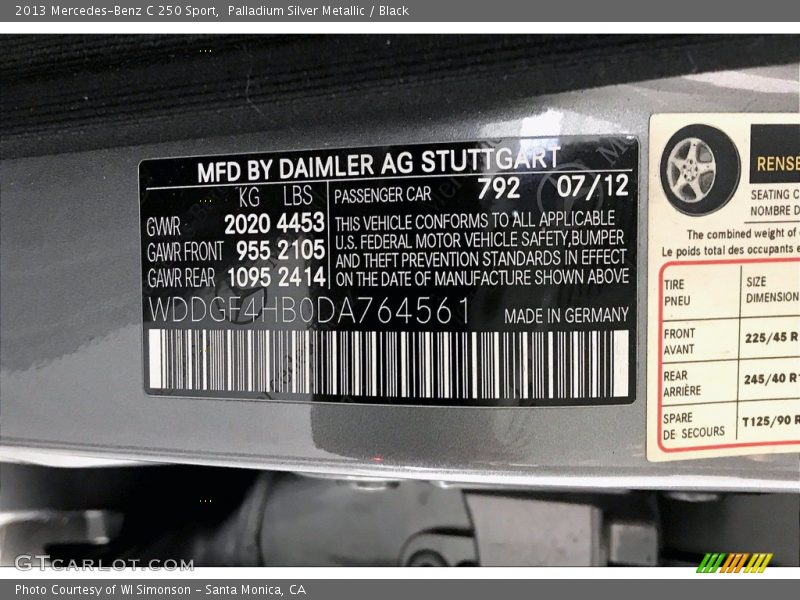 2013 Mercedes-Benz C 250 Sport, Palladium Silver Metallic / Black
MFD BY DAIMLER AG STUTTGART
KG LBS
GVWR 2020 4453
GAWR FRONT 955 2105
GAWR REAR 1095 2414
PASSENGER CAR 792 07/12
THIS VEHICLE CONFORMS TO ALL APPLICABLE
U.S. FEDERAL MOTOR VEHICLE SAFETY,BUMPER
AND THEFT PREVENTION STANDARDS IN EFFECT
ON THE DATE OF MANUFACTURE SHOWN ABOVE
WDDGF4HB0DA764561
MADE IN GERMANY
RENSE
SEATING C
NOMBRE D
The combined weight of
Le poids total des occupants e
TIRE
PNEU
SIZE
DIMENSION
FRONT
AVANT
225/45 R
REAR
ARRIÈRE
245/40 R
SPARE
DE SECOURS
T125/90 R
GTCARLOT.COM
Photo Courtesy of WI Simonson - Santa Monica, CA